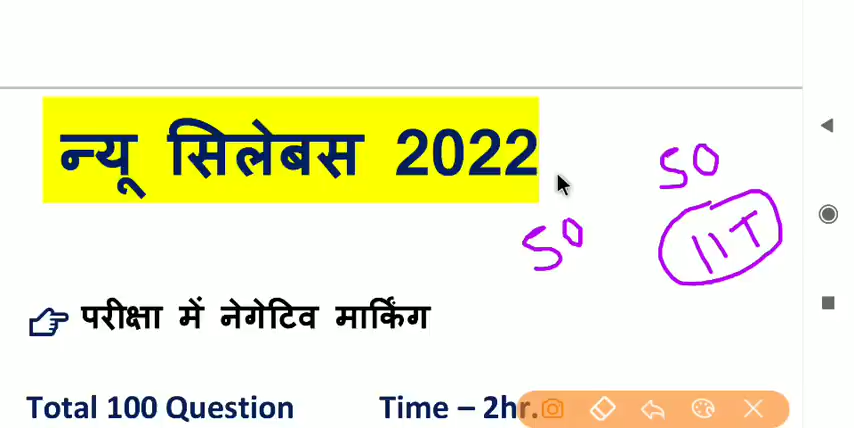 न्यू सिलेबस 2022
50
50
IIT
परीक्षा में नेगेटिव मार्किंग
Total 100 Question Time – 2hr.